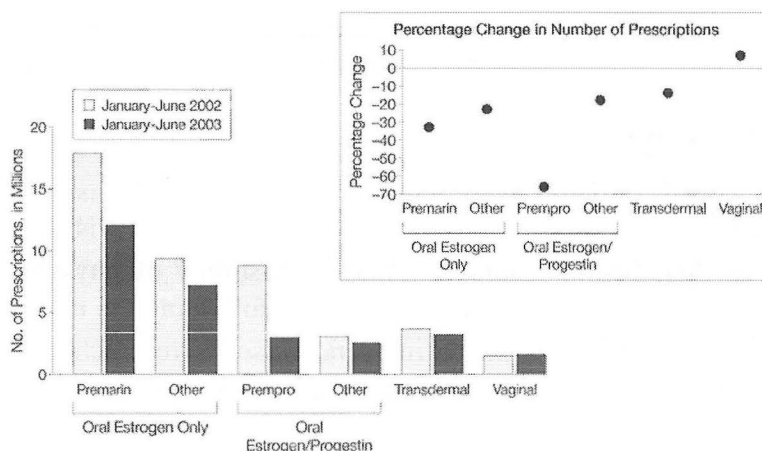 Percentage Change in Number of Prescriptions
Percentage Change
10
0
-10
-20
-30
-40
-50
-60
-70
Premarin Other Prempro Other Transdermal Vaginal
Oral Estrogen
Only
Oral Estrogen/
Progestin
January-June 2002
January-June 2003
No. of Prescriptions, in Millions
20
15
10
5
0
Premarin Other Prempro Other Transdermal Vaginal
Oral Estrogen Only
Oral
Estrogen/Progestin